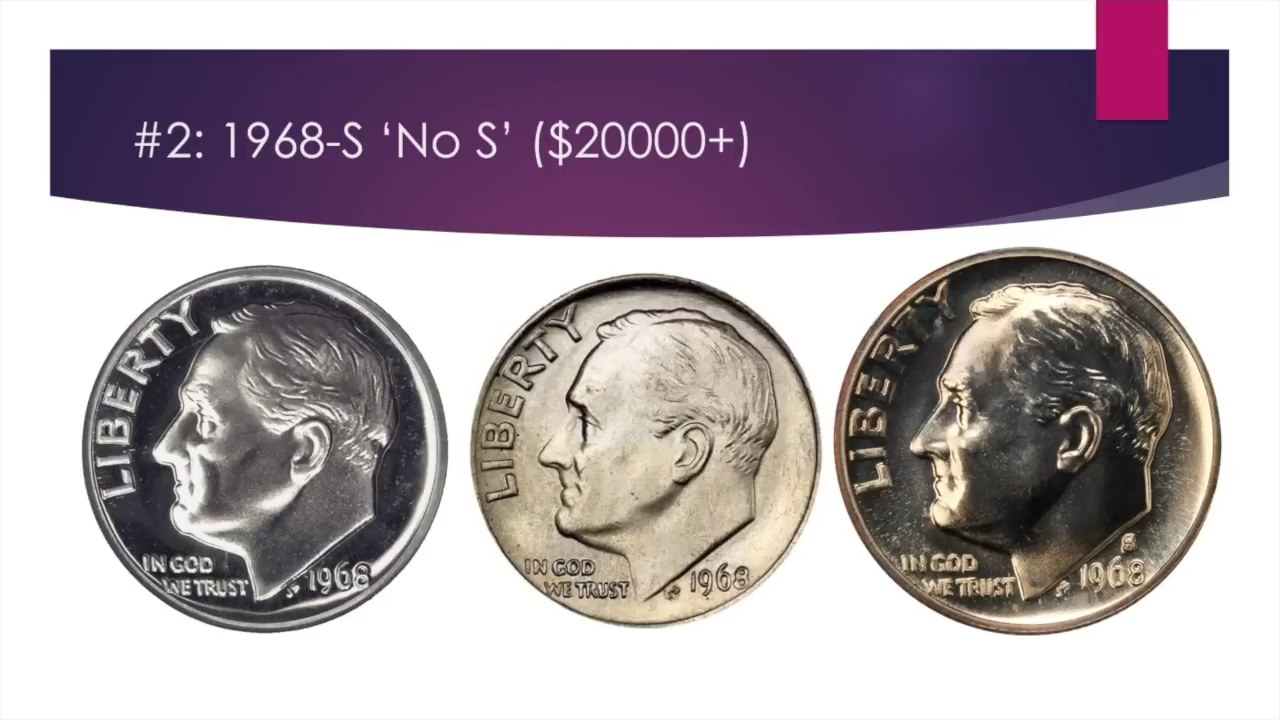 #2: 1968-S ‘No S’ ($20000+)
LIBERTY
IN GOD
WE TRUST
1968
LIBERTY
IN GOD
WE TRUST
1968
LIBERTY
IN GOD
WE TRUST
S
1968